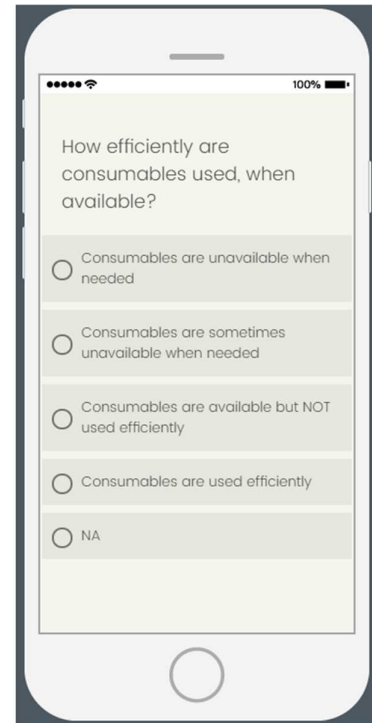 100%
How efficiently are
consumables used, when
available?
Consumables are unavailable when
needed
Consumables are sometimes
unavailable when needed
Consumables are available but NOT
used efficiently
Consumables are used efficiently
NA